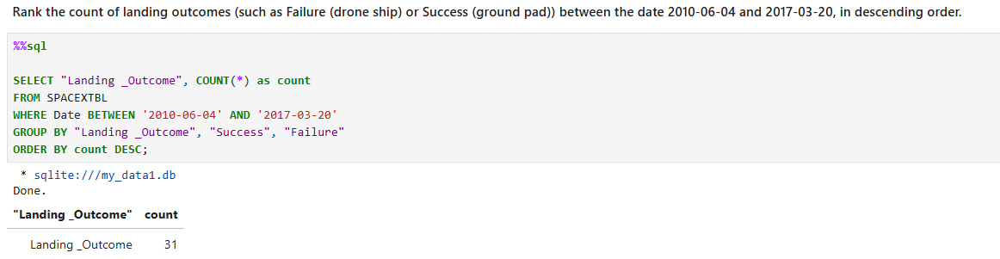 Rank the count of landing outcomes (such as Failure (drone ship) or Success (ground pad)) between the date 2010-06-04 and 2017-03-20, in descending order.
%%sql
SELECT "Landing _Outcome", COUNT(*) as count
FROM SPACEXTBL
WHERE Date BETWEEN '2010-06-04' AND '2017-03-20'
GROUP BY "Landing _Outcome", "Success", "Failure"
ORDER BY count DESC;
* sqlite:///my_data1.db
Done.
"Landing _Outcome" count
Landing _Outcome 31